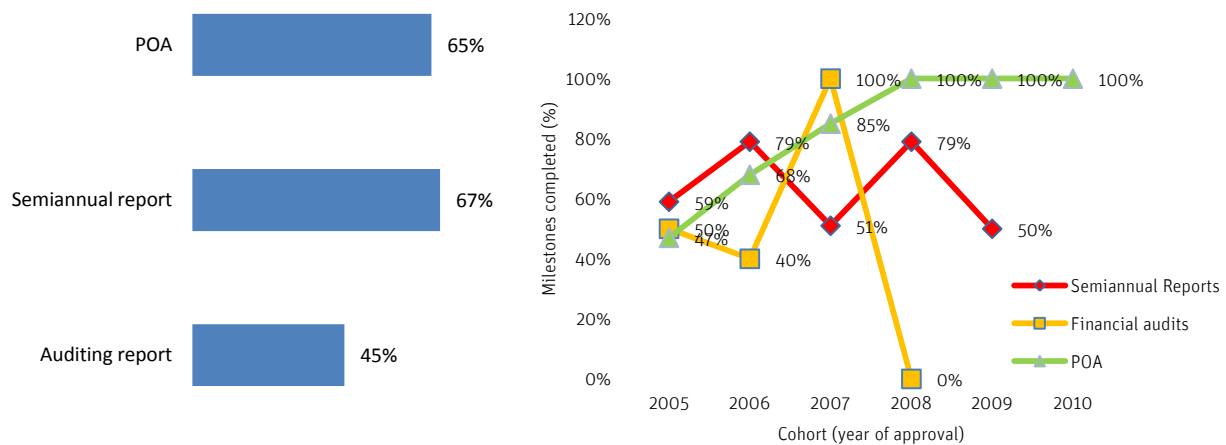 POA
65%
Semiannual report
67%
Auditing report
45%
Milestones completed (%)
120%
100%
80%
60%
40%
20%
0%
59%
79%
51%
79%
50%
50%
40%
100%
0%
47%
68%
85%
100%
100%
100%
Semiannual Reports
Financial audits
POA
2005 2006 2007 2008 2009 2010
Cohort (year of approval)